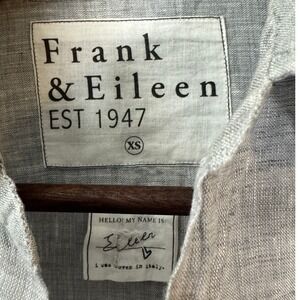 Frank
& Eileen
EST 1947
XS
HELLO! MY NAME IS:
Eileen
i was woven in italy.